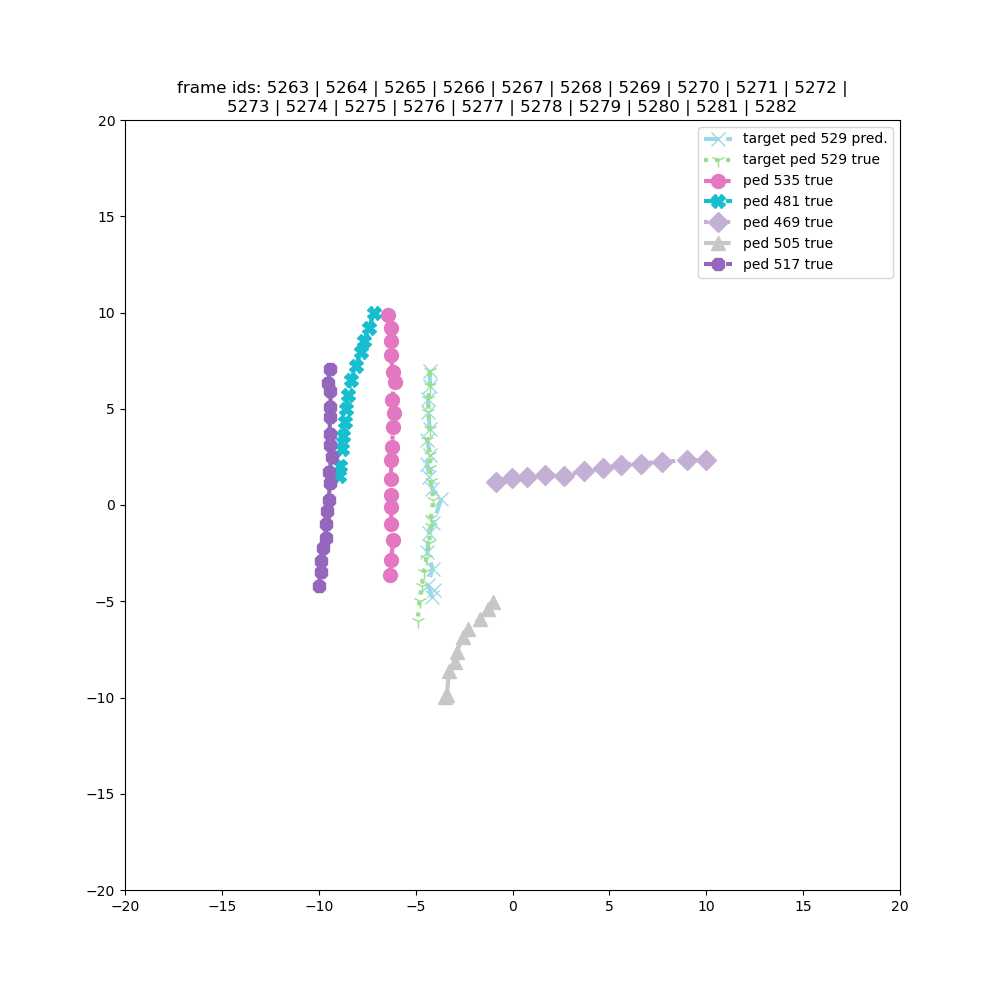 frame ids: 5263 | 5264 | 5265 | 5266 | 5267 | 5268 | 5269 | 5270 | 5271 | 5272 |
5273 | 5274 | 5275 | 5276 | 5277 | 5278 | 5279 | 5280 | 5281 | 5282
target ped 529 pred.
target ped 529 true
ped 535 true
ped 481 true
ped 469 true
ped 505 true
ped 517 true
20
15
10
5
0
−5
−10
−15
−20
−20 −15 −10 −5 0 5 10 15 20